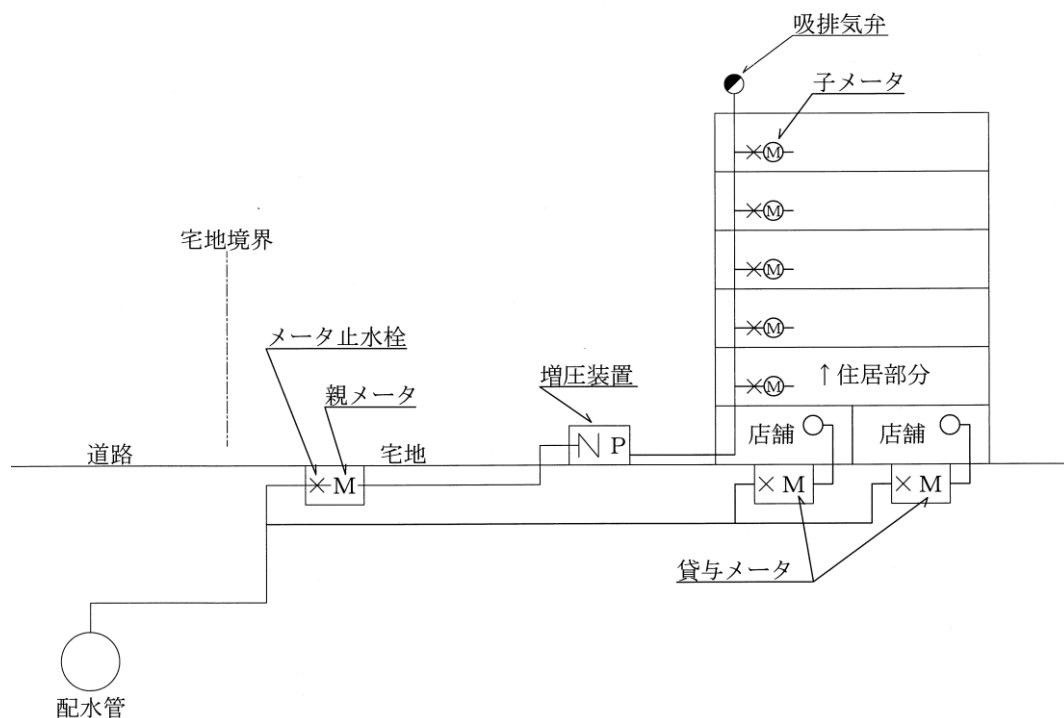 吸排気弁
子メータ
M
M
宅地境界
M
メータ止水栓
M
増圧装置
↑住居部分
M
親メータ
店舗
店舗
道路
宅地
N P
M
M
M
貸与メータ
配水管